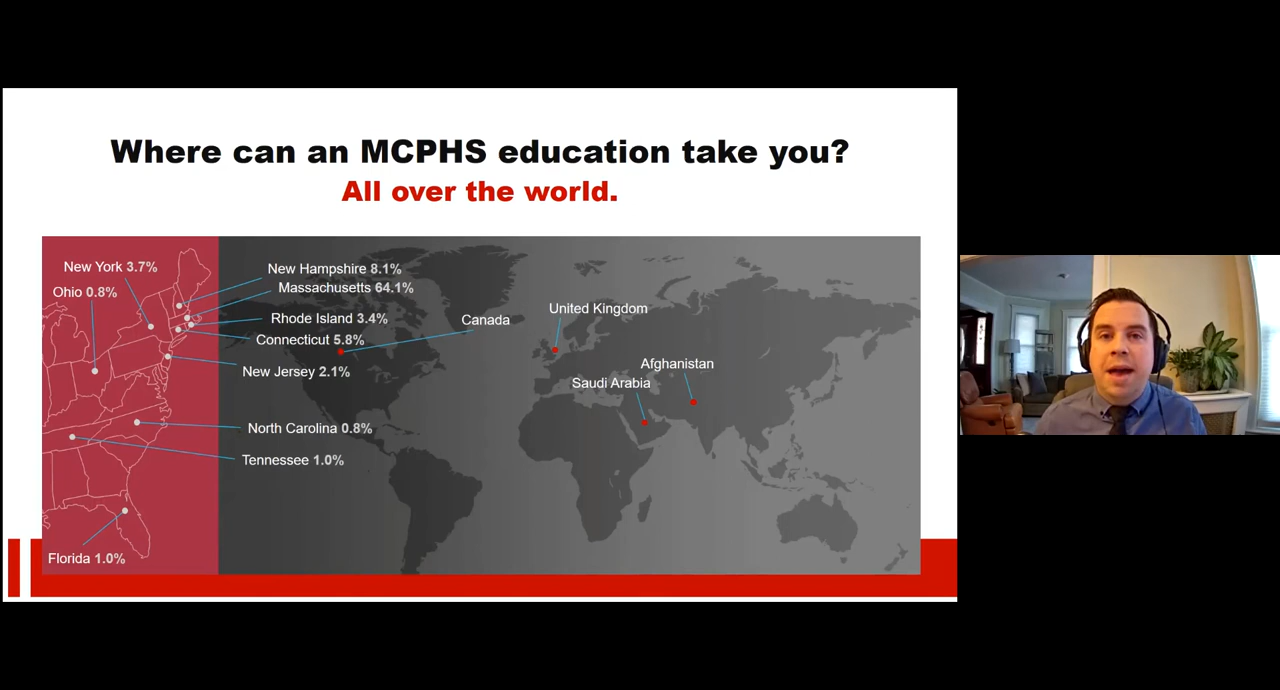 Where can an MCPHS education take you?
All over the world.
New York 3.7%
Ohio 0.8%
New Hampshire 8.1%
Massachusetts 64.1%
Rhode Island 3.4%
Connecticut 5.8%
New Jersey 2.1%
North Carolina 0.8%
Tennessee 1.0%
Florida 1.0%
Canada
United Kingdom
Afghanistan
Saudi Arabia